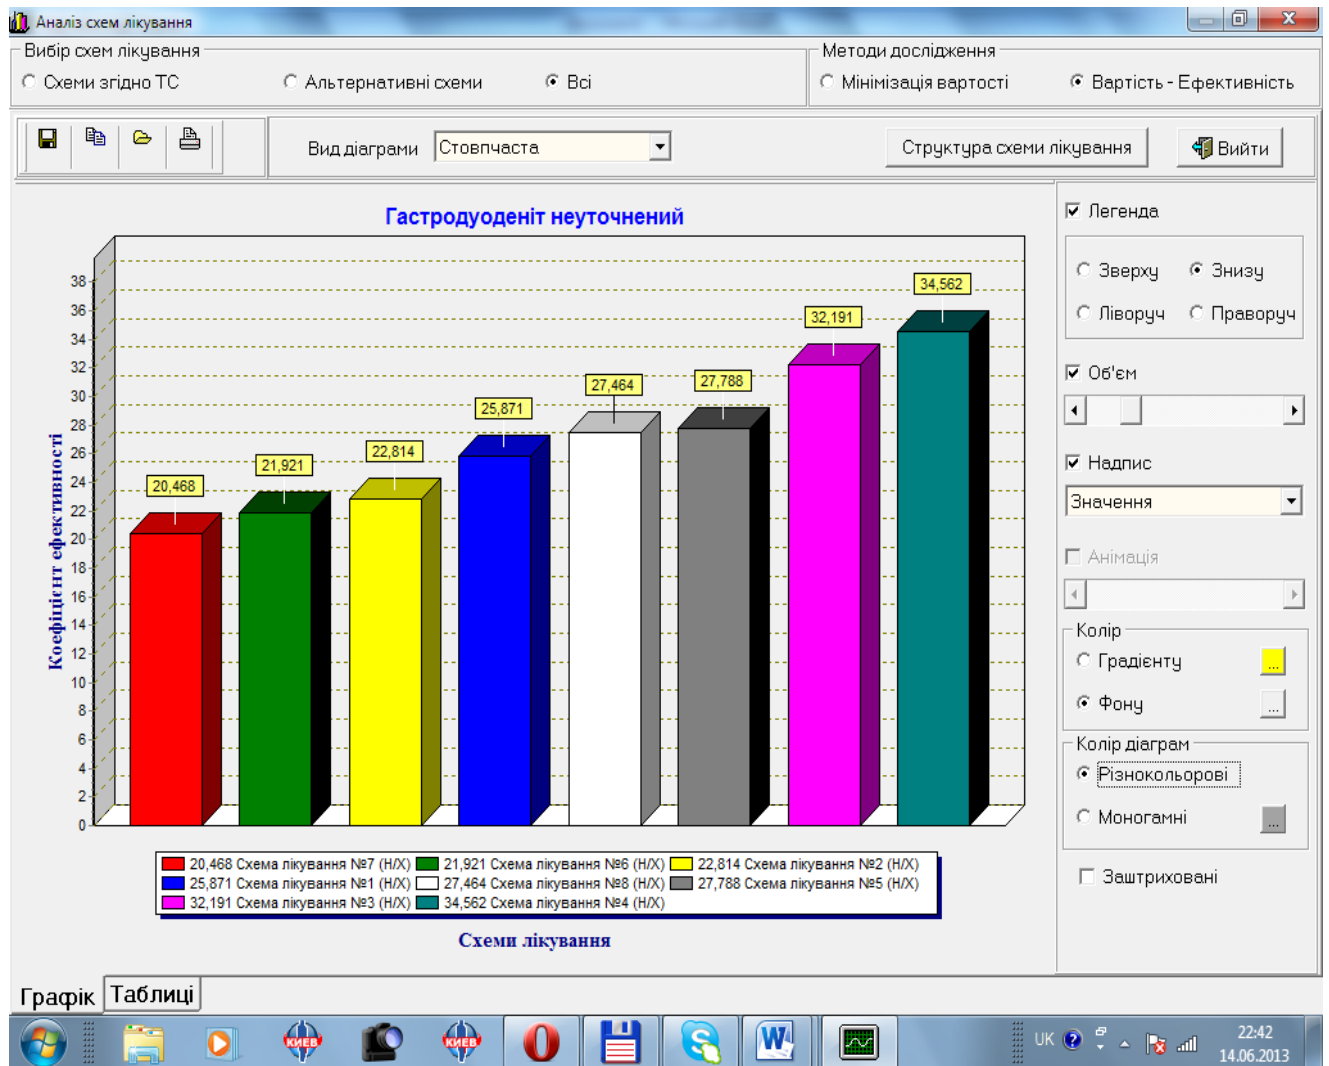 Аналіз схем лікування
Вибір схем лікування
Схеми згідно ТС
Альтернативні схеми
Всі
Методи дослідження
Мінімізація вартості
Вартість - Ефективність
Вид діаграми
Стовпчаста
Структура схеми лікування
Вийти
Гастродуоденіт неуточнений
Коефіцієнт ефективності
38
36
34
32
30
28
26
24
22
20
18
16
14
12
10
8
6
4
2
0
20,468
21,921
22,814
25,871
27,464
27,788
32,191
34,562
20,468 Схема лікування №7 (Н/Х)
21,921 Схема лікування №6 (Н/Х)
22,814 Схема лікування №2 (Н/Х)
25,871 Схема лікування №1 (Н/Х)
27,464 Схема лікування №8 (Н/Х)
27,788 Схема лікування №5 (Н/Х)
32,191 Схема лікування №3 (Н/Х)
34,562 Схема лікування №4 (Н/Х)
Схеми лікування
Легенда
Зверху
Знизу
Ліворуч
Праворуч
Об'єм
Надпис
Значення
Анімація
Колір
Градієнту
...
Фону
...
Колір діаграм
Різнокольорові
Моногамні
...
Заштриховані
Графік
Таблиці
КИЕВ
КИЕВ
UK
22:42
14.06.2013